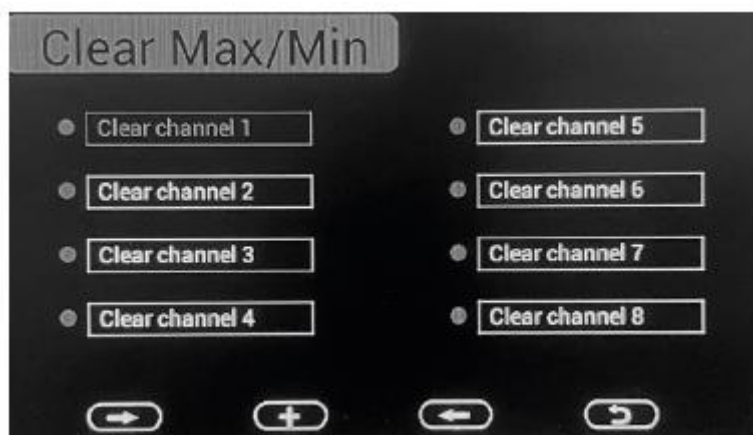 Clear Max/Min
Clear channel 1
Clear channel 2
Clear channel 3
Clear channel 4
Clear channel 5
Clear channel 6
Clear channel 7
Clear channel 8